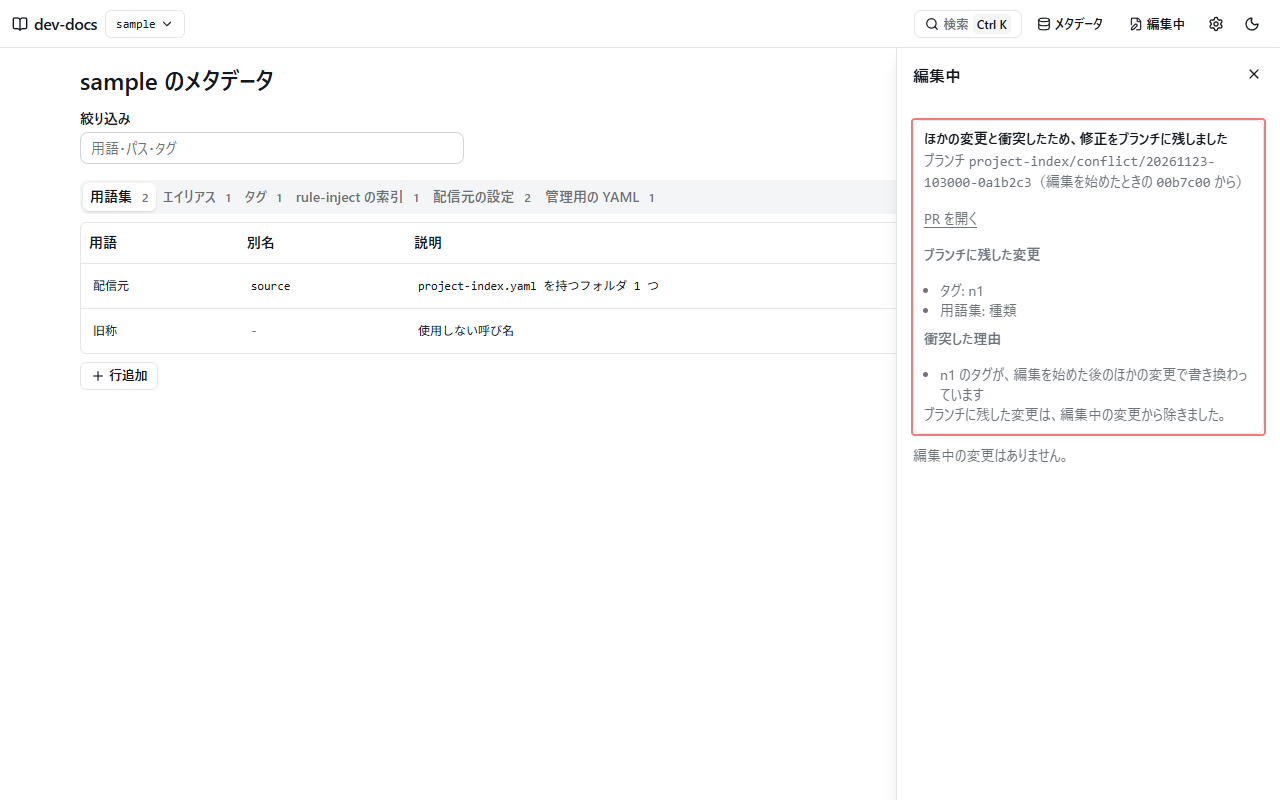 dev-docs
sample
検索 Ctrl K
メタデータ
編集中
sample のメタデータ
絞り込み
用語・パス・タグ
用語集 2
エイリアス 1
タグ 1
rule-inject の索引 1
配信元の設定 2
管理用の YAML 1
用語 別名 説明
配信元 source project-index.yaml を持つフォルダ 1 つ
旧称 - 使用しない呼び名
行追加
編集中
ほかの変更と衝突したため、修正をブランチに残しました
ブランチ project-index/conflict/20261123-
103000-0a1b2c3（編集を始めたときの 00b7c00 から）
PR を開く
ブランチに残した変更
タグ: n1
用語集: 種類
衝突した理由
n1 のタグが、編集を始めた後のほかの変更で書き換わっ
ています
ブランチに残した変更は、編集中の変更から除きました。
編集中の変更はありません。